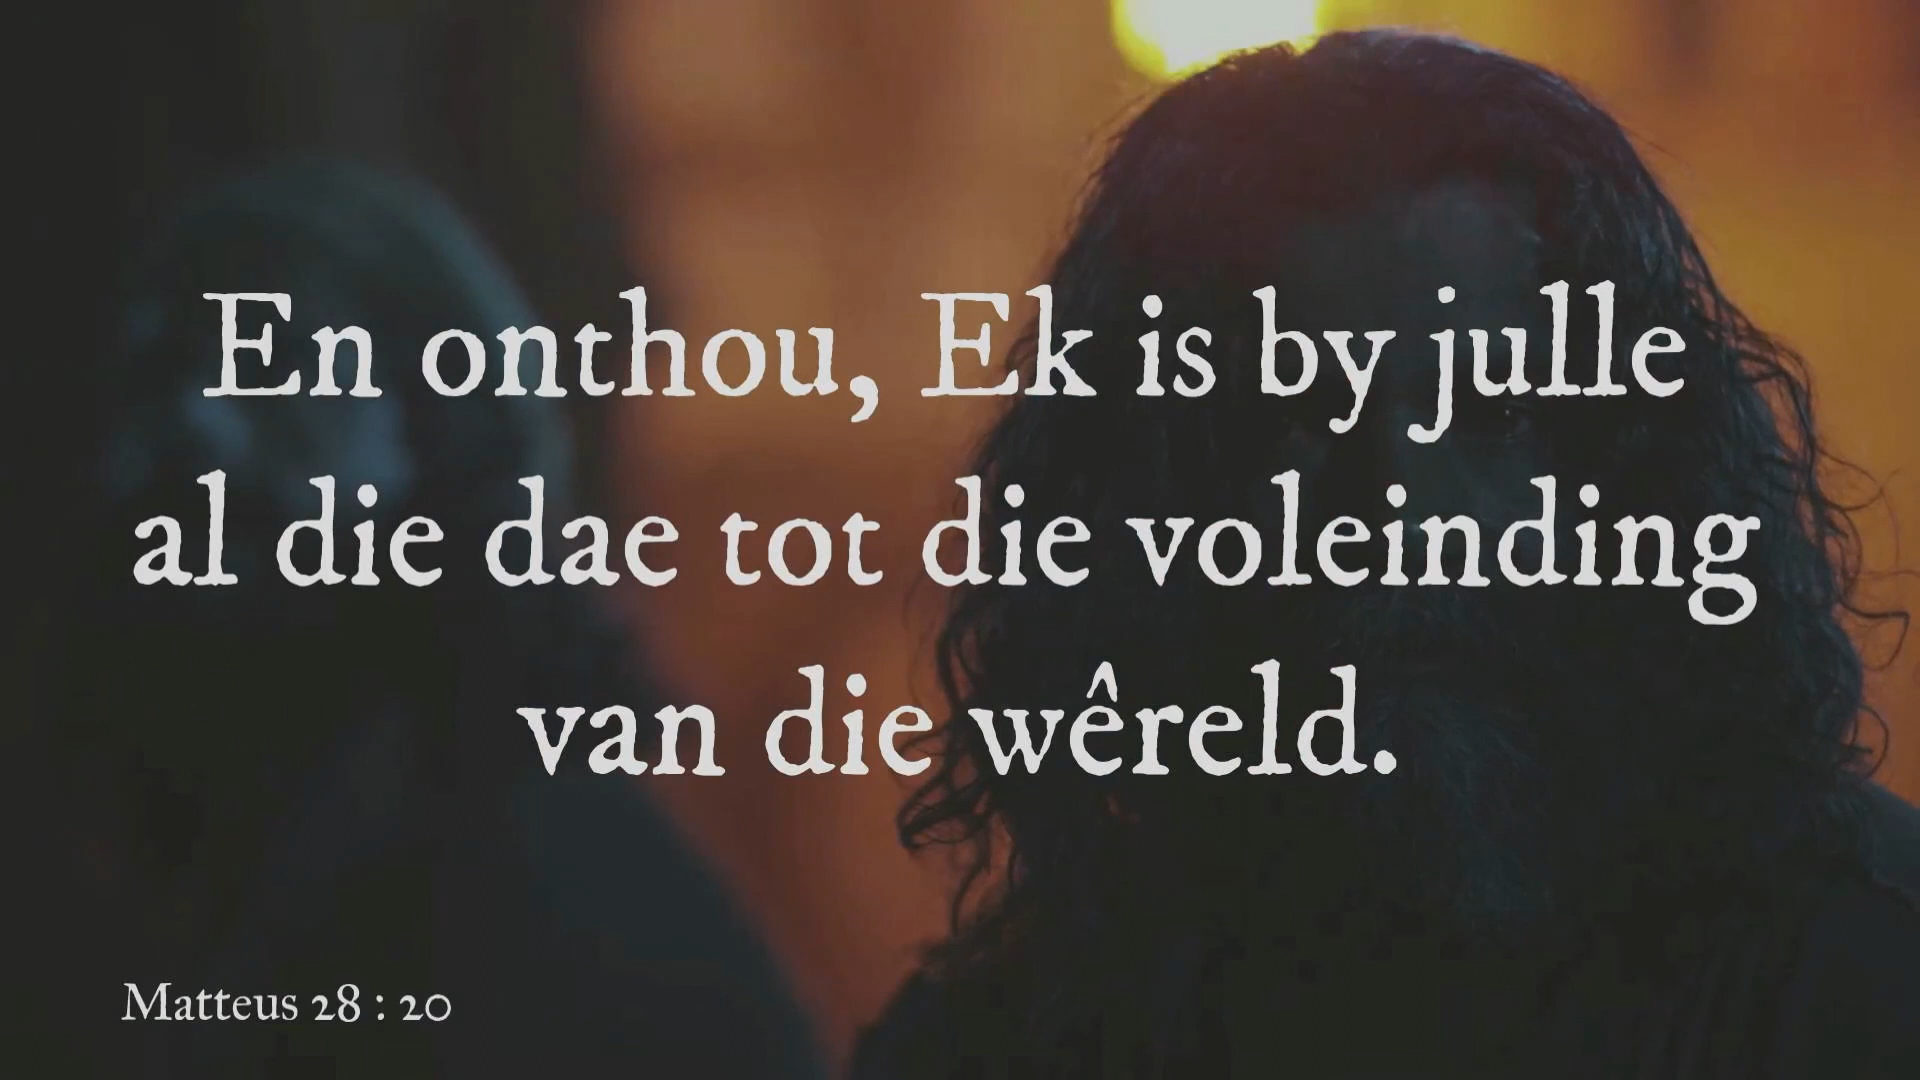 En onthou, Ek is by julle
al die dae tot die voleinding
van die wêreld.
Matteus 28 : 20